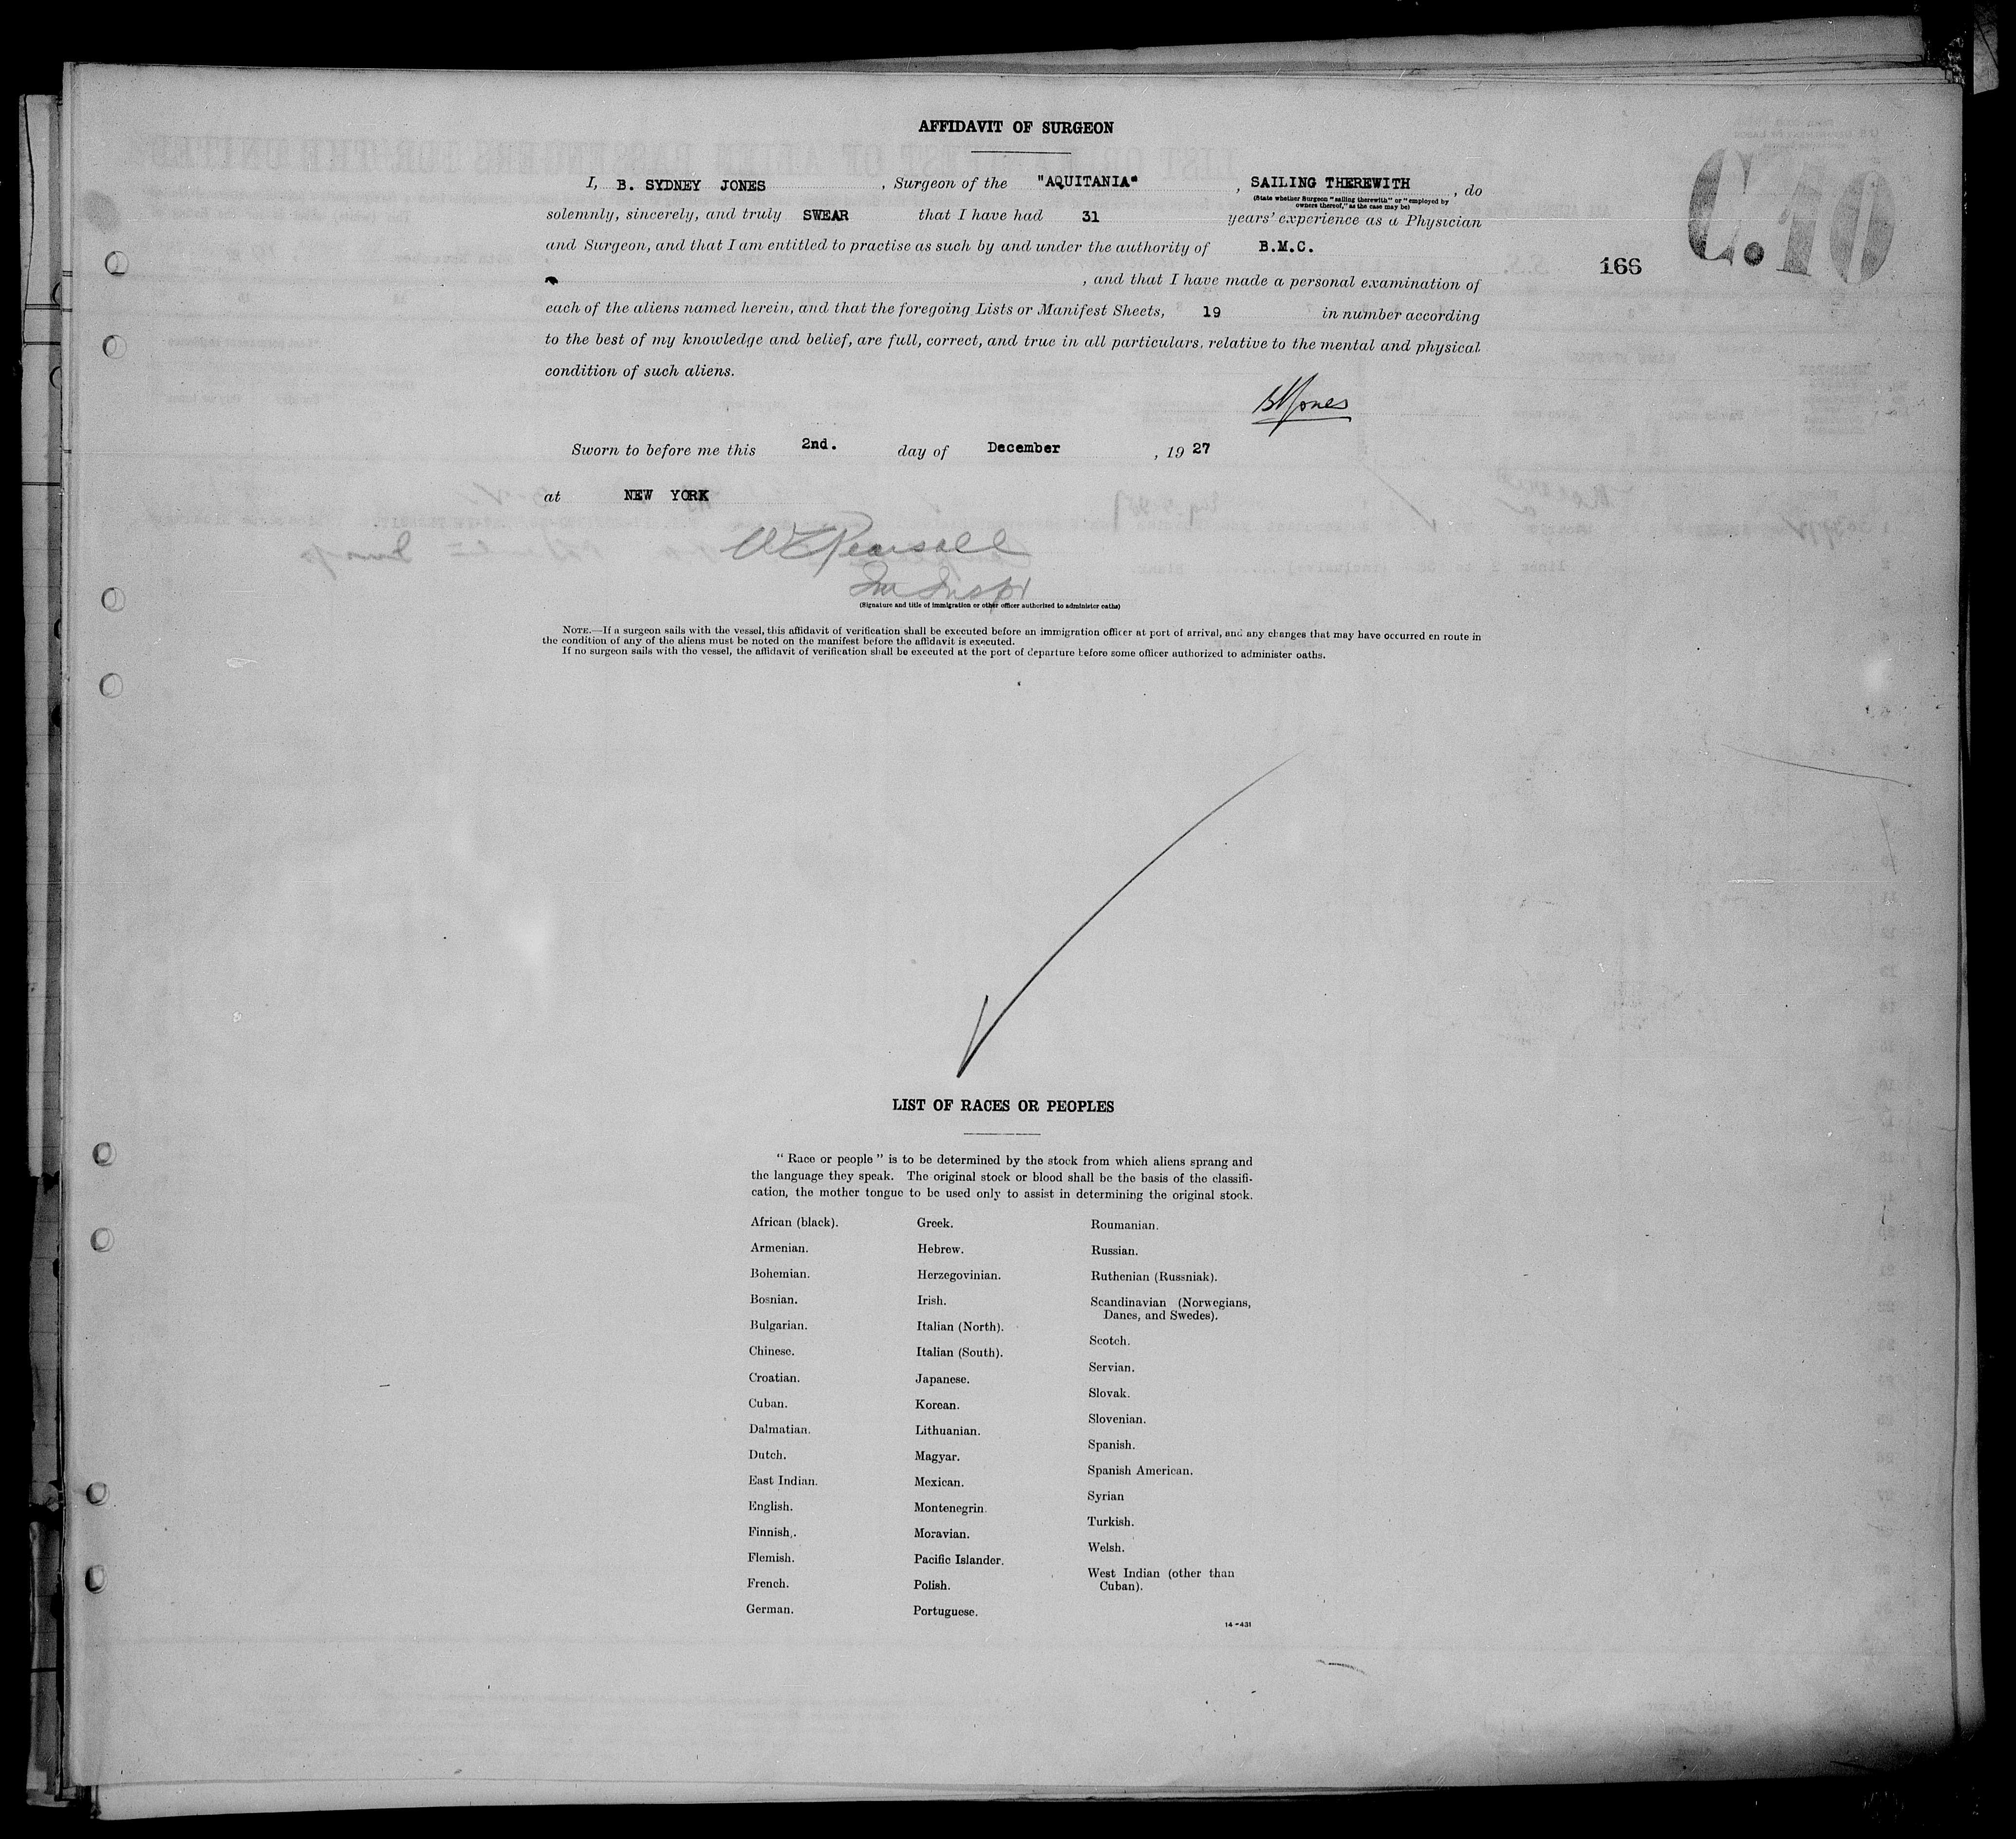 AFFIDAVIT OF SURGEON
I, B. SYDNEY JONES, Surgeon of the "AQUITANIA", SAILING THEREWITH, do
(State whether Surgeon "sailing therewith" or "employed by
owners thereof," as the case may be)
solemnly, sincerely, and truly SWEAR that I have had 31 years' experience as a Physician
and Surgeon, and that I am entitled to practise as such by and under the authority of B.M.C.
, and that I have made a personal examination of
each of the aliens named herein, and that the foregoing Lists or Manifest Sheets, 19 in number according
to the best of my knowledge and belief, are full, correct, and true in all particulars, relative to the mental and physical
condition of such aliens.
C.10
166
BSJones
Sworn to before me this 2nd. day of December, 1927
at NEW YORK
W E Pearsall
Im Inspr
(Signature and title of immigration or other officer authorized to administer oaths)
NOTE.—If a surgeon sails with the vessel, this affidavit of verification shall be executed before an immigration officer at port of arrival, and any changes that may have occurred en route in
the condition of any of the aliens must be noted on the manifest before the affidavit is executed.
If no surgeon sails with the vessel, the affidavit of verification shall be executed at the port of departure before some officer authorized to administer oaths.
LIST OF RACES OR PEOPLES
"Race or people" is to be determined by the stock from which aliens sprang and
the language they speak. The original stock or blood shall be the basis of the classifi-
cation, the mother tongue to be used only to assist in determining the original stock.
African (black).
Armenian.
Bohemian.
Bosnian.
Bulgarian.
Chinese.
Croatian.
Cuban.
Dalmatian.
Dutch.
East Indian.
English.
Finnish.
Flemish.
French.
German.
Greek.
Hebrew.
Herzegovinian.
Irish.
Italian (North).
Italian (South).
Japanese.
Korean.
Lithuanian.
Magyar.
Mexican.
Montenegrin.
Moravian.
Pacific Islander.
Polish.
Portuguese.
Roumanian.
Russian.
Ruthenian (Russniak).
Scandinavian (Norwegians,
Danes, and Swedes).
Scotch.
Servian.
Slovak.
Slovenian.
Spanish.
Spanish American.
Syrian
Turkish.
Welsh.
West Indian (other than
Cuban).
14-431